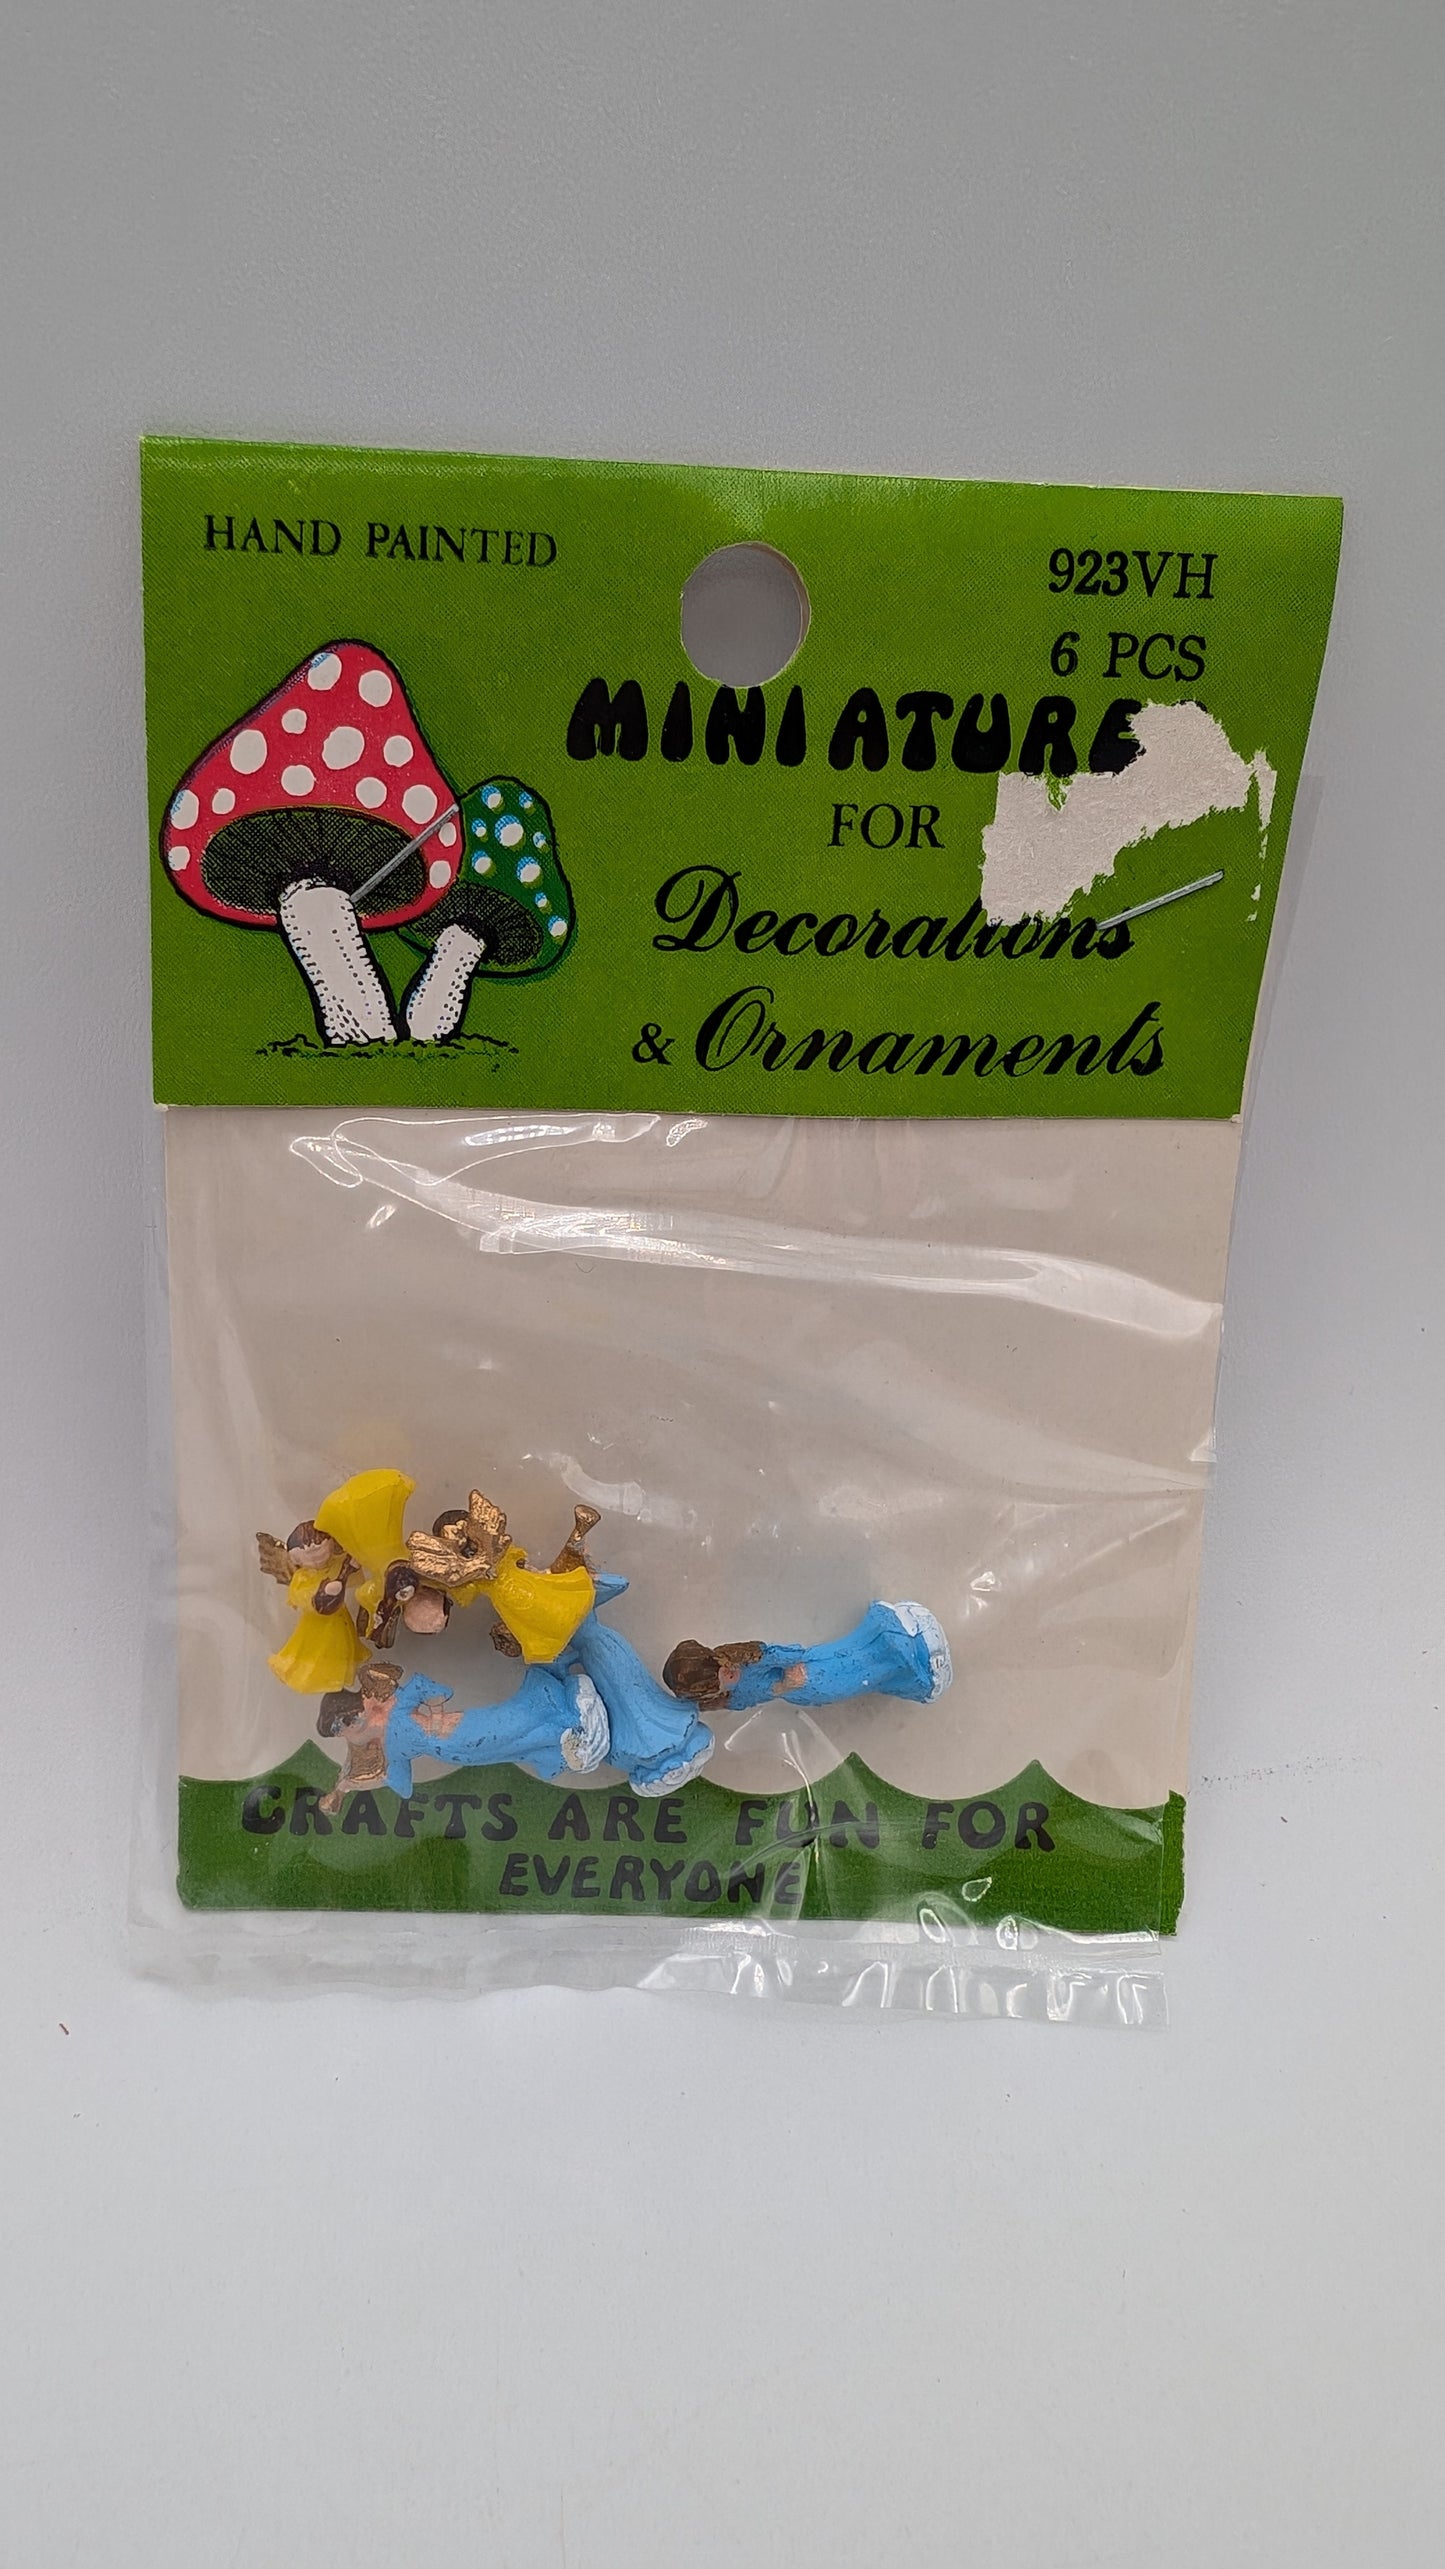 HAND PAINTED
923VH
6 PCS
MINIATURE
FOR
Decorations
& Ornaments
CRAFTS ARE FUN FOR
EVERYONE